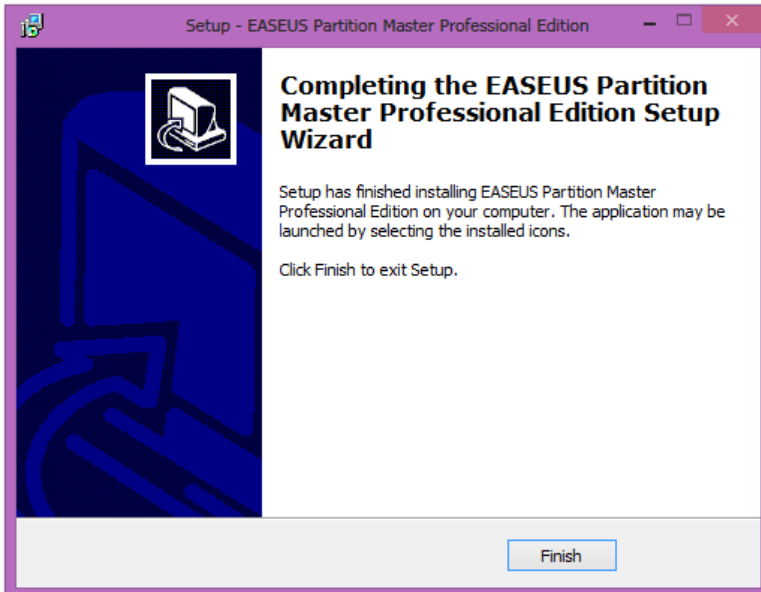 Setup - EASEUS Partition Master Professional Edition
Completing the EASEUS Partition
Master Professional Edition Setup
Wizard
Setup has finished installing EASEUS Partition Master
Professional Edition on your computer. The application may be
launched by selecting the installed icons.
Click Finish to exit Setup.
Finish